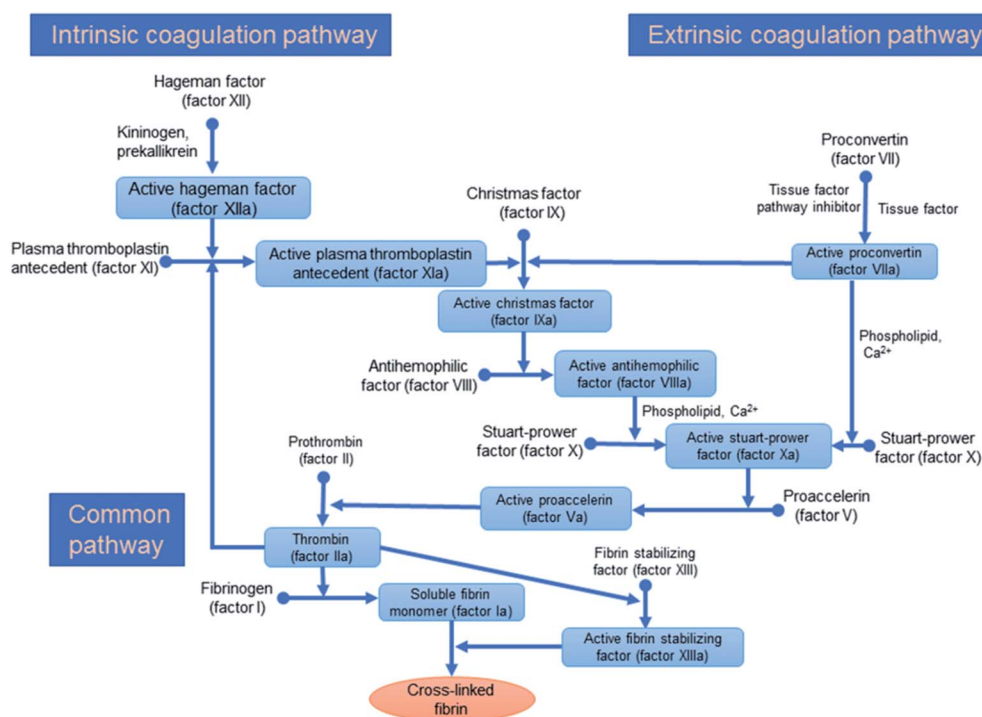 Intrinsic coagulation pathway
Extrinsic coagulation pathway
Hageman factor
(factor XII)
Kininogen,
prekallikrein
Proconvertin
(factor VII)
Active hageman factor
(factor XIIa)
Christmas factor
(factor IX)
Tissue factor
pathway inhibitor
Tissue factor
Plasma thromboplastin
antecedent (factor XI)
Active plasma thromboplastin
antecedent (factor XIa)
Active proconvertin
(factor VIIa)
Active christmas factor
(factor IXa)
Phospholipid,
Ca²⁺
Antihemophilic
factor (factor VIII)
Active antihemophilic
factor (factor VIIIa)
Phospholipid, Ca²⁺
Stuart-prower
factor (factor X)
Active stuart-prower
factor (factor Xa)
Stuart-prower
factor (factor X)
Prothrombin
(factor II)
Common
pathway
Active proaccelerin
(factor Va)
Proaccelerin
(factor V)
Thrombin
(factor IIa)
Fibrin stabilizing
factor (factor XIII)
Fibrinogen
(factor I)
Soluble fibrin
monomer (factor Ia)
Active fibrin stabilizing
factor (factor XIIIa)
Cross-linked
fibrin